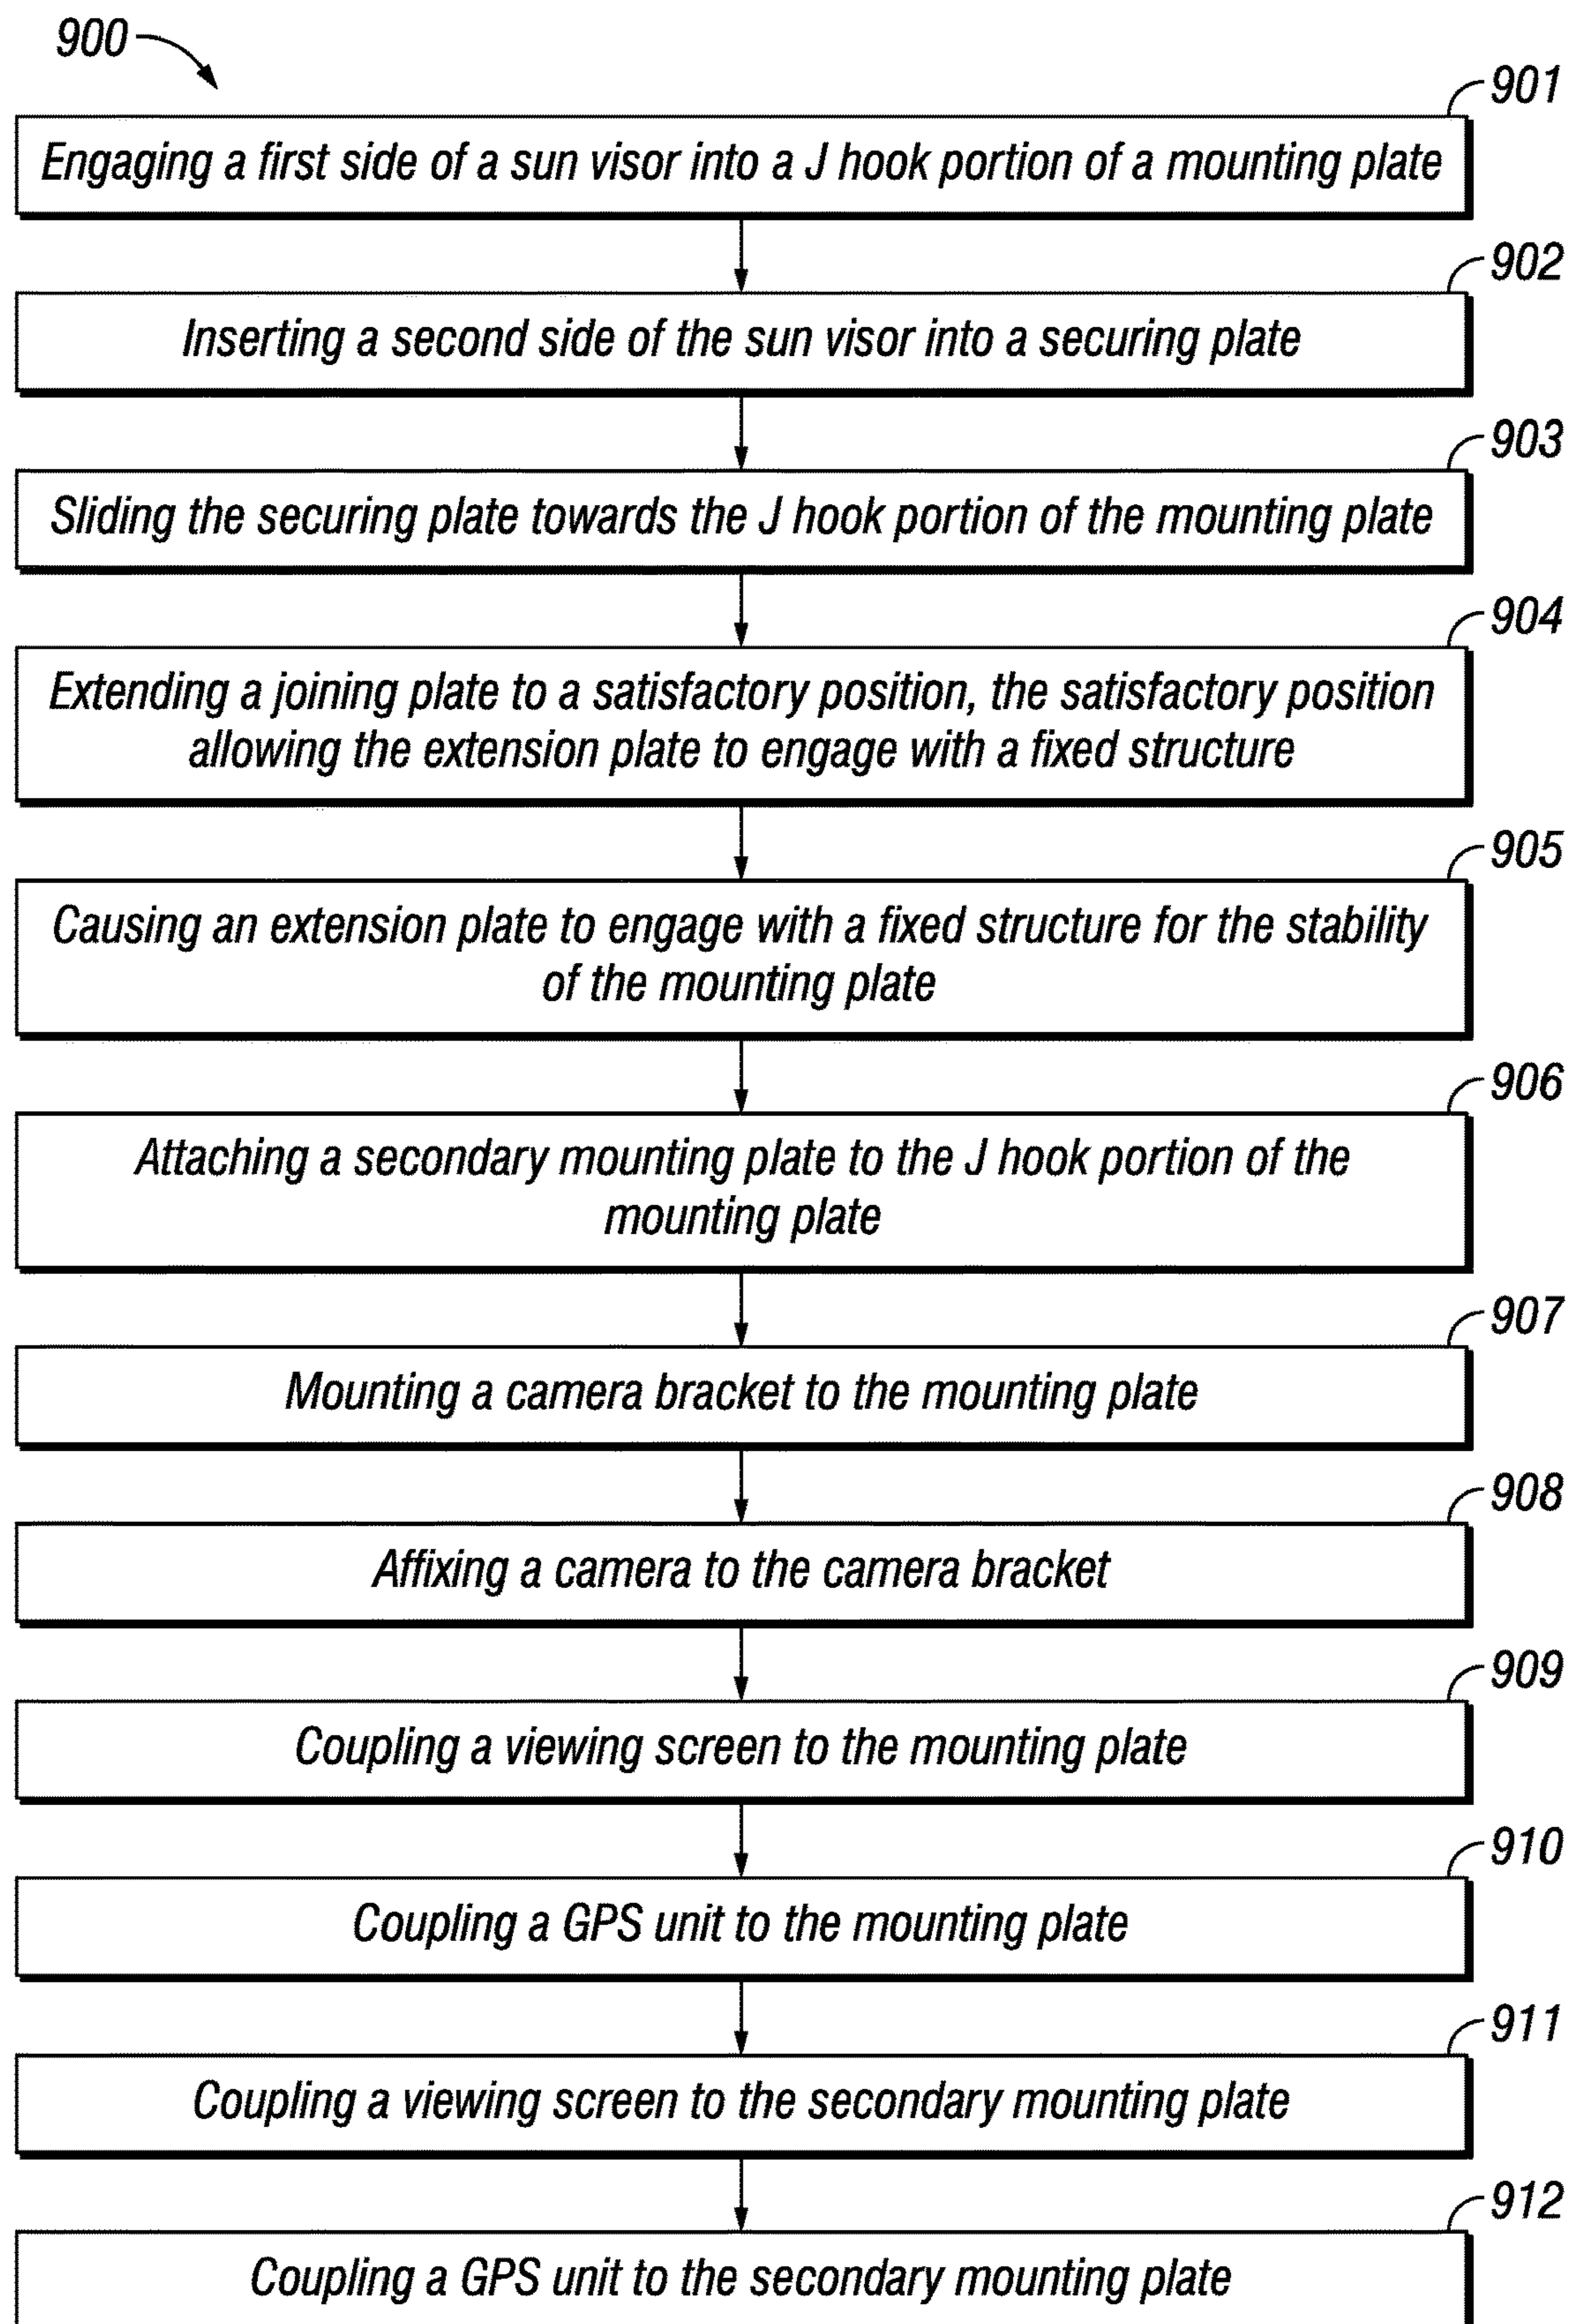 900
901
Engaging a first side of a sun visor into a J hook portion of a mounting plate
902
Inserting a second side of the sun visor into a securing plate
903
Sliding the securing plate towards the J hook portion of the mounting plate
904
Extending a joining plate to a satisfactory position, the satisfactory position
allowing the extension plate to engage with a fixed structure
905
Causing an extension plate to engage with a fixed structure for the stability
of the mounting plate
906
Attaching a secondary mounting plate to the J hook portion of the
mounting plate
907
Mounting a camera bracket to the mounting plate
908
Affixing a camera to the camera bracket
909
Coupling a viewing screen to the mounting plate
910
Coupling a GPS unit to the mounting plate
911
Coupling a viewing screen to the secondary mounting plate
912
Coupling a GPS unit to the secondary mounting plate